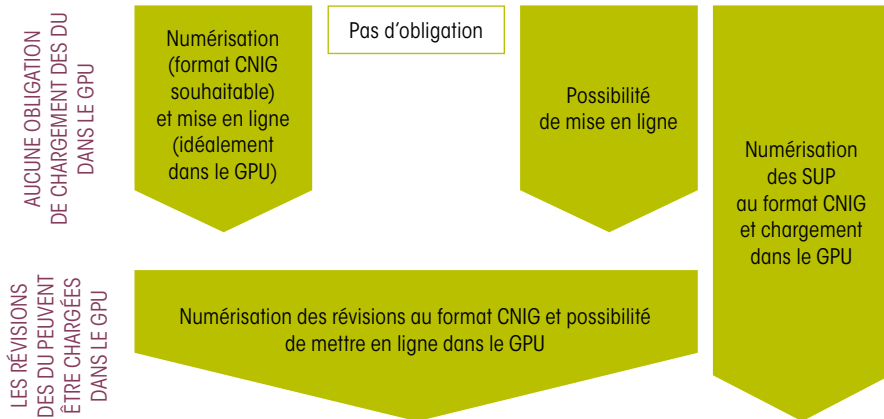 AUCUNE OBLIGATION
DE CHARGEMENT DES DU
DANS LE GPU
Numérisation
(format CNIG
souhaitable)
et mise en ligne
(idéalement
dans le GPU)
Pas d’obligation
Possibilité
de mise en ligne
Numérisation
des SUP
au format CNIG
et chargement
dans le GPU
LES RÉVISIONS
DES DU PEUVENT
ÊTRE CHARGÉES
DANS LE GPU
Numérisation des révisions au format CNIG et possibilité
de mettre en ligne dans le GPU